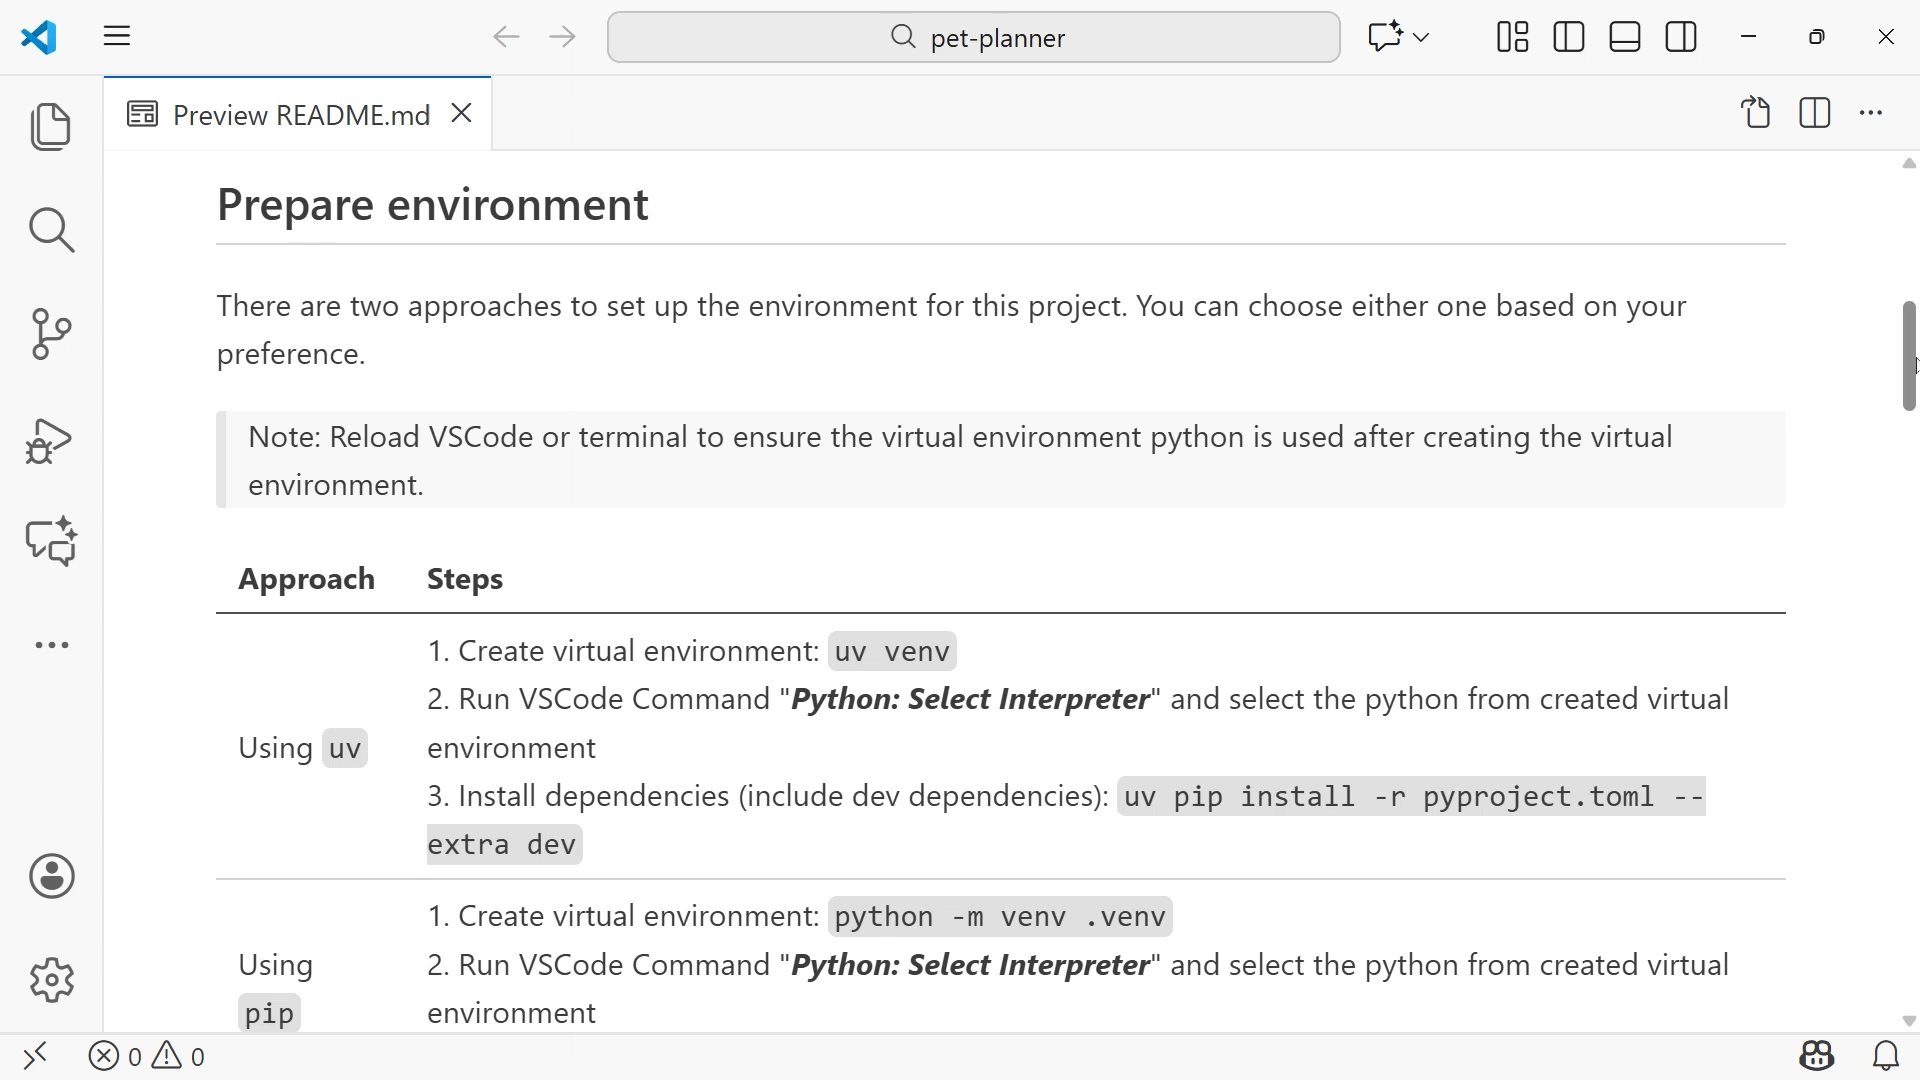 pet-planner
Preview README.md
Prepare environment
There are two approaches to set up the environment for this project. You can choose either one based on your
preference.
Note: Reload VSCode or terminal to ensure the virtual environment python is used after creating the virtual
environment.
Approach Steps
1. Create virtual environment: uv venv
2. Run VSCode Command "Python: Select Interpreter" and select the python from created virtual
Using uv environment
3. Install dependencies (include dev dependencies): uv pip install -r pyproject.toml --
extra dev
1. Create virtual environment: python -m venv .venv
Using 2. Run VSCode Command "Python: Select Interpreter" and select the python from created virtual
pip environment
0 0